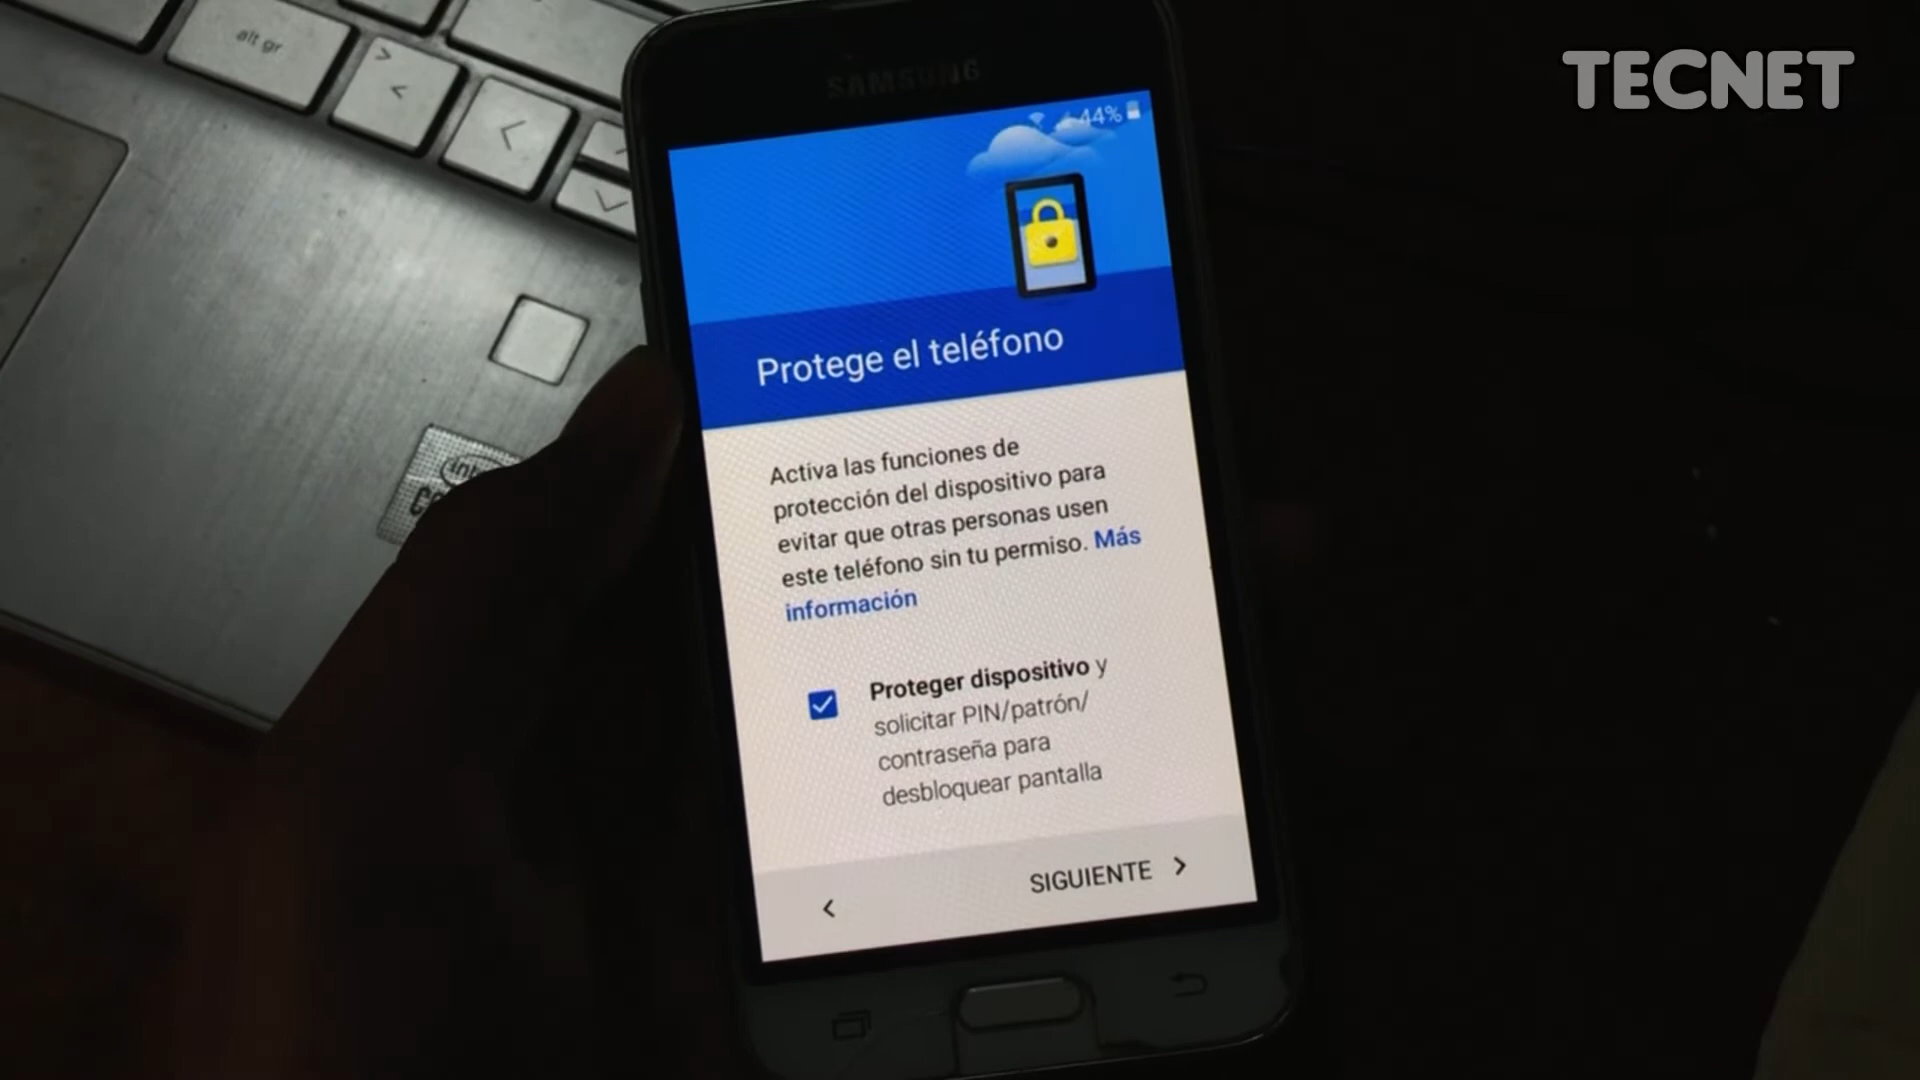 TECNET
alt gr
>
<
SAMSUNG
44%
Protege el teléfono
Activa las funciones de
protección del dispositivo para
evitar que otras personas usen
este teléfono sin tu permiso. Más
información
Proteger dispositivo y
solicitar PIN/patrón/
contraseña para
desbloquear pantalla
SIGUIENTE